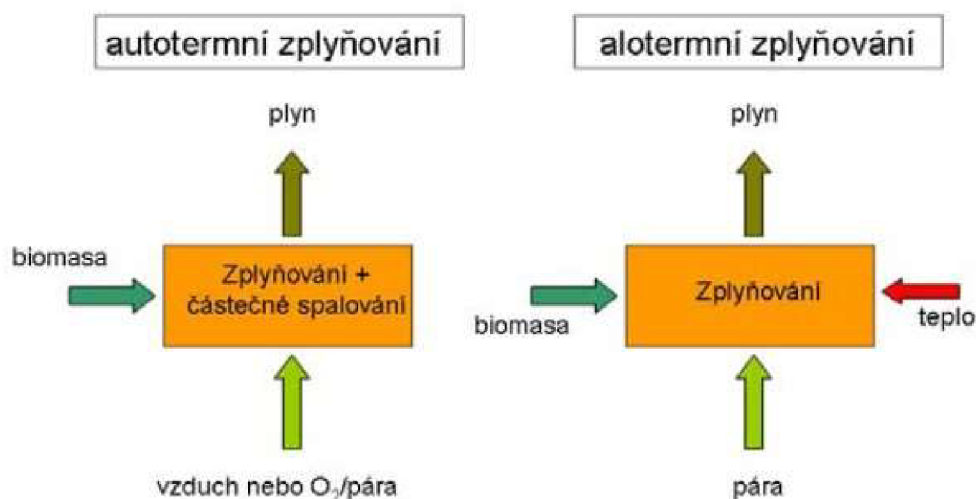 autotermní zplyňování
plyn
biomasa
Zplyňování +
částečné spalování
vzduch nebo O₂/pára
alotermní zplyňování
plyn
biomasa
Zplyňování
teplo
pára